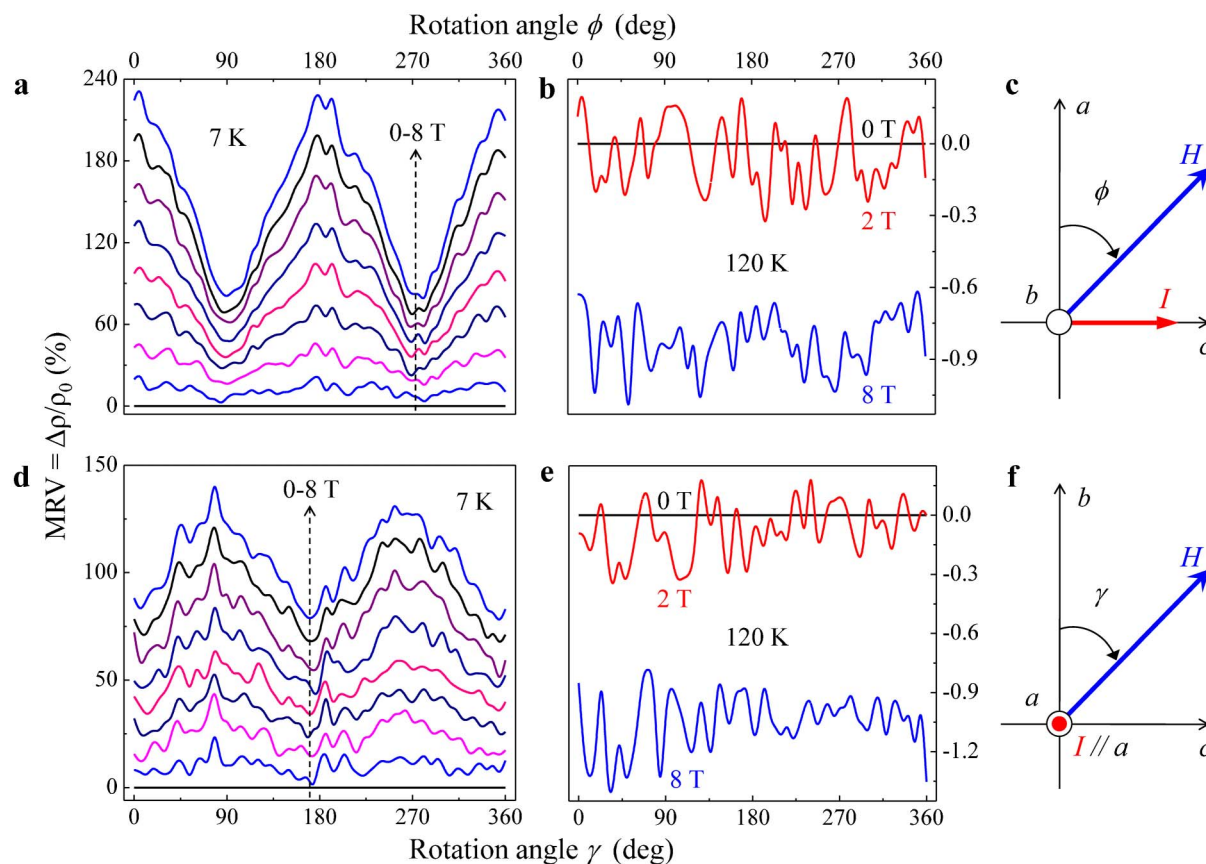 Rotation angle ϕ (deg)
0 90 180 270 360
0 90 180 270 360
a
240
180
120
60
0
7 K
0-8 T
b
0 T
2 T
120 K
8 T
0.0
-0.3
-0.6
-0.9
c
a
H
ϕ
b
I
c
MRV = Δρ/ρ0 (%)
d
150
100
50
0
0-8 T
7 K
e
0 T
2 T
120 K
8 T
0.0
-0.3
-0.6
-0.9
-1.2
f
b
H
γ
a
I // a
c
0 90 180 270 360
0 90 180 270 360
Rotation angle γ (deg)